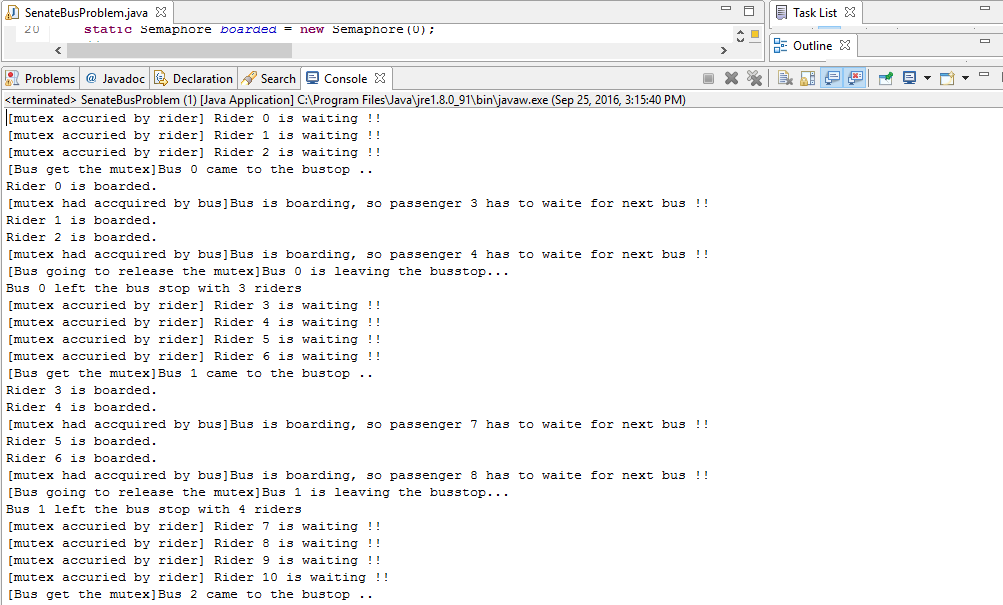 SenateBusProblem.java
Task List
20 static Semaphore boarded = new Semaphore(0);
Outline
Problems @ Javadoc Declaration Search Console
<terminated> SenateBusProblem (1) [Java Application] C:\Program Files\Java\jre1.8.0_91\bin\javaw.exe (Sep 25, 2016, 3:15:40 PM)
[mutex accuried by rider] Rider 0 is waiting !!
[mutex accuried by rider] Rider 1 is waiting !!
[mutex accuried by rider] Rider 2 is waiting !!
[Bus get the mutex]Bus 0 came to the bustop ..
Rider 0 is boarded.
[mutex had accquired by bus]Bus is boarding, so passenger 3 has to waite for next bus !!
Rider 1 is boarded.
Rider 2 is boarded.
[mutex had accquired by bus]Bus is boarding, so passenger 4 has to waite for next bus !!
[Bus going to release the mutex]Bus 0 is leaving the busstop...
Bus 0 left the bus stop with 3 riders
[mutex accuried by rider] Rider 3 is waiting !!
[mutex accuried by rider] Rider 4 is waiting !!
[mutex accuried by rider] Rider 5 is waiting !!
[mutex accuried by rider] Rider 6 is waiting !!
[Bus get the mutex]Bus 1 came to the bustop ..
Rider 3 is boarded.
Rider 4 is boarded.
[mutex had accquired by bus]Bus is boarding, so passenger 7 has to waite for next bus !!
Rider 5 is boarded.
Rider 6 is boarded.
[mutex had accquired by bus]Bus is boarding, so passenger 8 has to waite for next bus !!
[Bus going to release the mutex]Bus 1 is leaving the busstop...
Bus 1 left the bus stop with 4 riders
[mutex accuried by rider] Rider 7 is waiting !!
[mutex accuried by rider] Rider 8 is waiting !!
[mutex accuried by rider] Rider 9 is waiting !!
[mutex accuried by rider] Rider 10 is waiting !!
[Bus get the mutex]Bus 2 came to the bustop ..